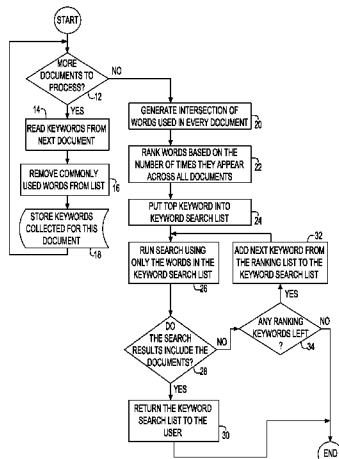 START
MORE
DOCUMENTS TO
PROCESS?
12
NO
YES
14
READ KEYWORDS FROM
NEXT DOCUMENT
REMOVE COMMONLY
USED WORDS FROM LIST
16
STORE KEYWORDS
COLLECTED FOR THIS
DOCUMENT
18
GENERATE INTERSECTION OF
WORDS USED IN EVERY DOCUMENT
20
RANK WORDS BASED ON THE
NUMBER OF TIMES THEY APPEAR
ACROSS ALL DOCUMENTS
22
PUT TOP KEYWORD INTO
KEYWORD SEARCH LIST
24
RUN SEARCH USING
ONLY THE WORDS IN THE
KEYWORD SEARCH LIST
26
32
ADD NEXT KEYWORD FROM
THE RANKING LIST TO THE
KEYWORD SEARCH LIST
YES
DO
THE SEARCH
RESULTS INCLUDE THE
DOCUMENTS?
28
NO
ANY RANKING
KEYWORDS LEFT
?
34
NO
YES
RETURN THE KEYWORD
SEARCH LIST TO THE
USER
30
END